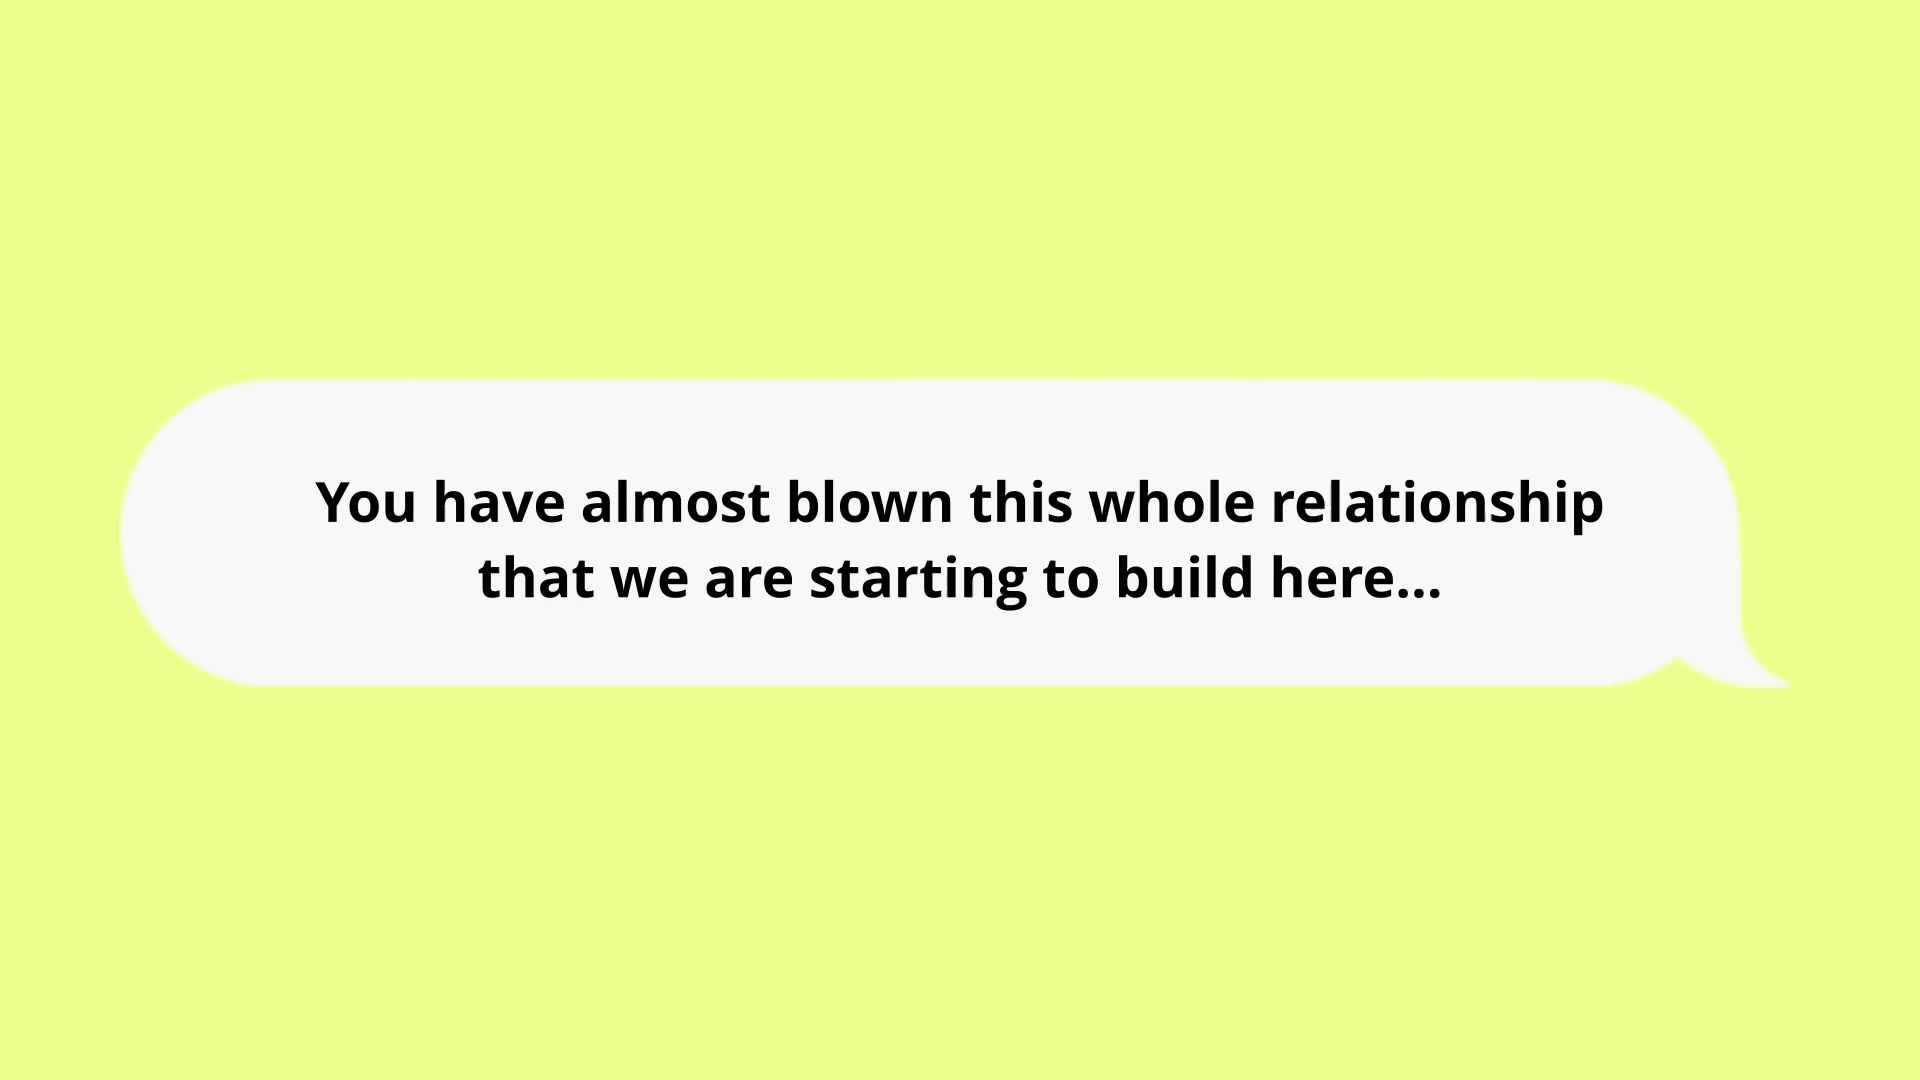 You have almost blown this whole relationship
that we are starting to build here...